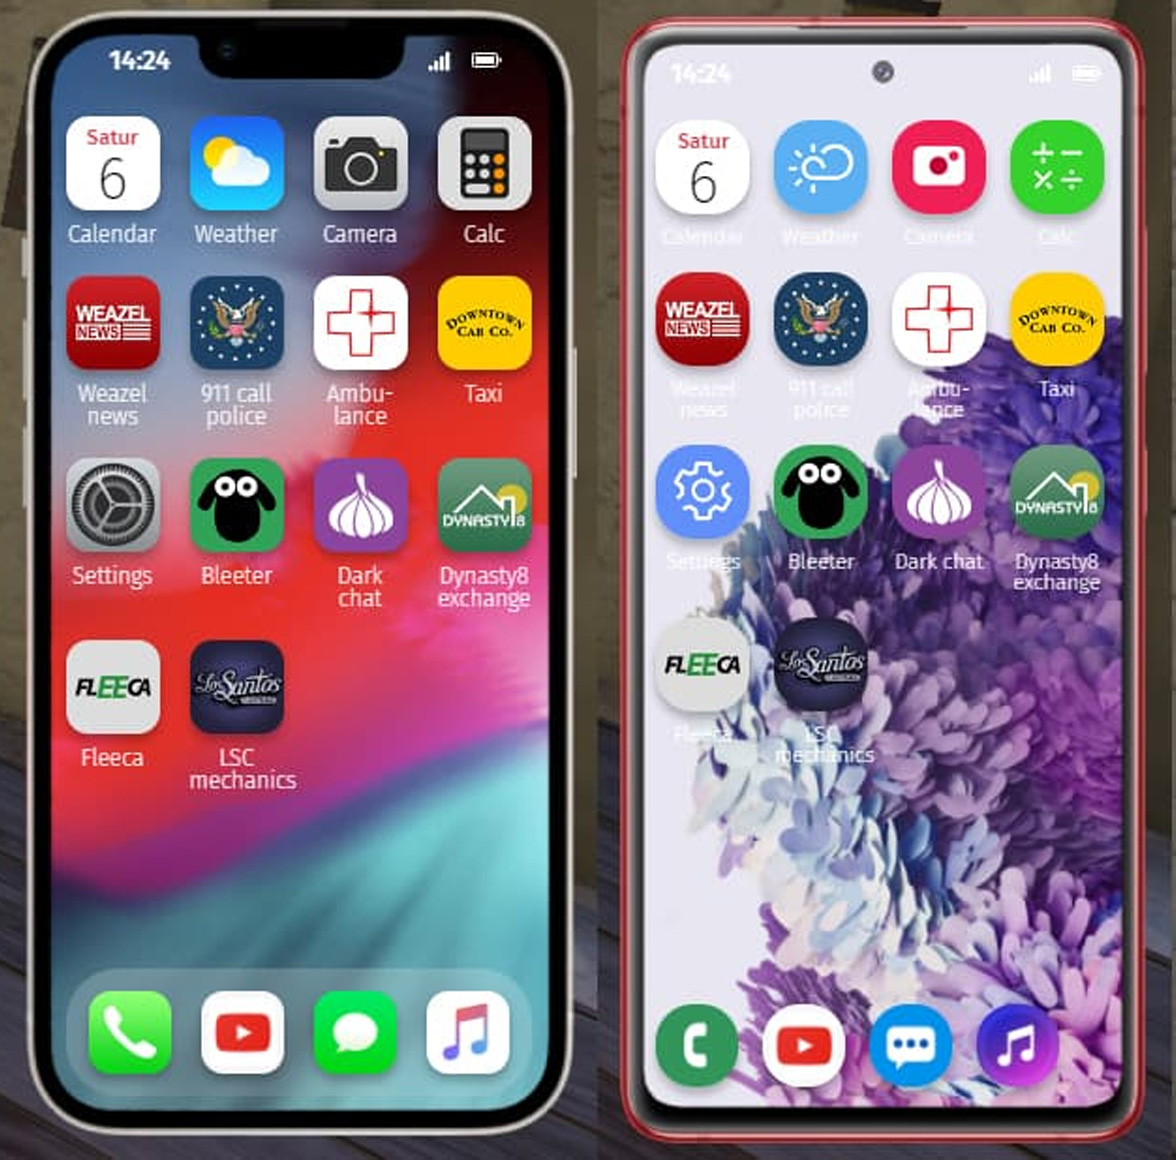 14:24
Satur
6
Calendar
Weather
Camera
Calc
WEAZEL
NEWS
DOWNTOWN
CAB CO.
Weazel
news
911 call
police
Ambu-
lance
Taxi
DYNASTY8
Settings
Bleeter
Dark
chat
Dynasty8
exchange
FLEECA
Los Santos
Fleeca
LSC
mechanics
14:24
Satur
6
Calendar
Weather
Camera
Calc
WEAZEL
NEWS
DOWNTOWN
CAB CO.
Weazel
news
911 call
police
Ambu-
lance
Taxi
DYNASTY8
Settings
Bleeter
Dark chat
Dynasty8
exchange
FLEECA
Los Santos
Fleeca
LSC
mechanics